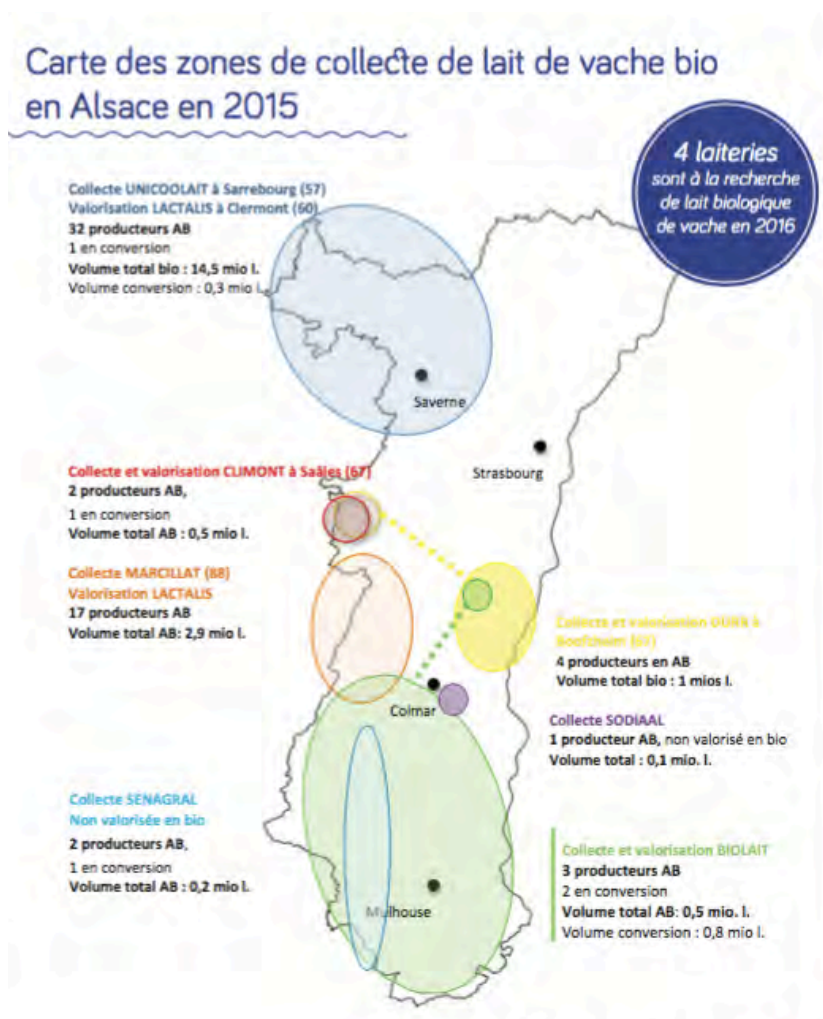 Carte des zones de collecte de lait de vache bio
en Alsace en 2015
4 laiteries
sont à la recherche
de lait biologique
de vache en 2016
Collecte UNICOOLAIT à Sarrebourg (57)
Valorisation LACTALIS à Clermont (60)
32 producteurs AB
1 en conversion
Volume total bio : 14,5 mio l.
Volume conversion : 0,3 mio l.
Saverne
Strasbourg
Collecte et valorisation CLIMONT à Saâles (67)
2 producteurs AB,
1 en conversion
Volume total AB : 0,5 mio l.
Collecte MARCILLAT (88)
Valorisation LACTALIS
17 producteurs AB
Volume total AB: 2,9 mio l.
Collecte et valorisation
4 producteurs en AB
Volume total bio : 1 mios l.
Colmar
Collecte SODIAAL
1 producteur AB, non valorisé en bio
Volume total : 0,1 mio. l.
Collecte SENAGRAL
Non valorisée en bio
2 producteurs AB,
1 en conversion
Volume total AB : 0,2 mio l.
Mulhouse
Collecte et valorisation BIOLAIT
3 producteurs AB
2 en conversion
Volume total AB: 0,5 mio. l.
Volume conversion : 0,8 mio l.